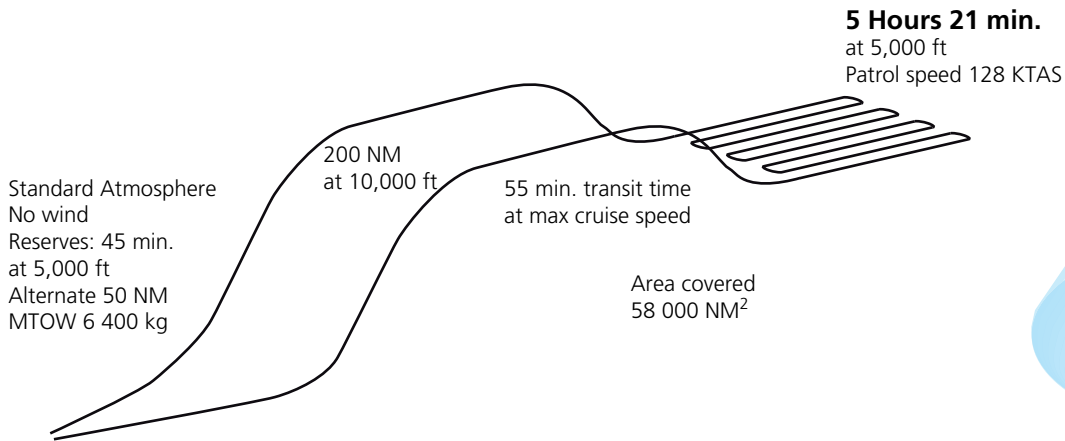 5 Hours 21 min.
at 5,000 ft
Patrol speed 128 KTAS
200 NM
at 10,000 ft
Standard Atmosphere
No wind
Reserves: 45 min.
at 5,000 ft
Alternate 50 NM
MTOW 6 400 kg
55 min. transit time
at max cruise speed
Area covered
58 000 NM²